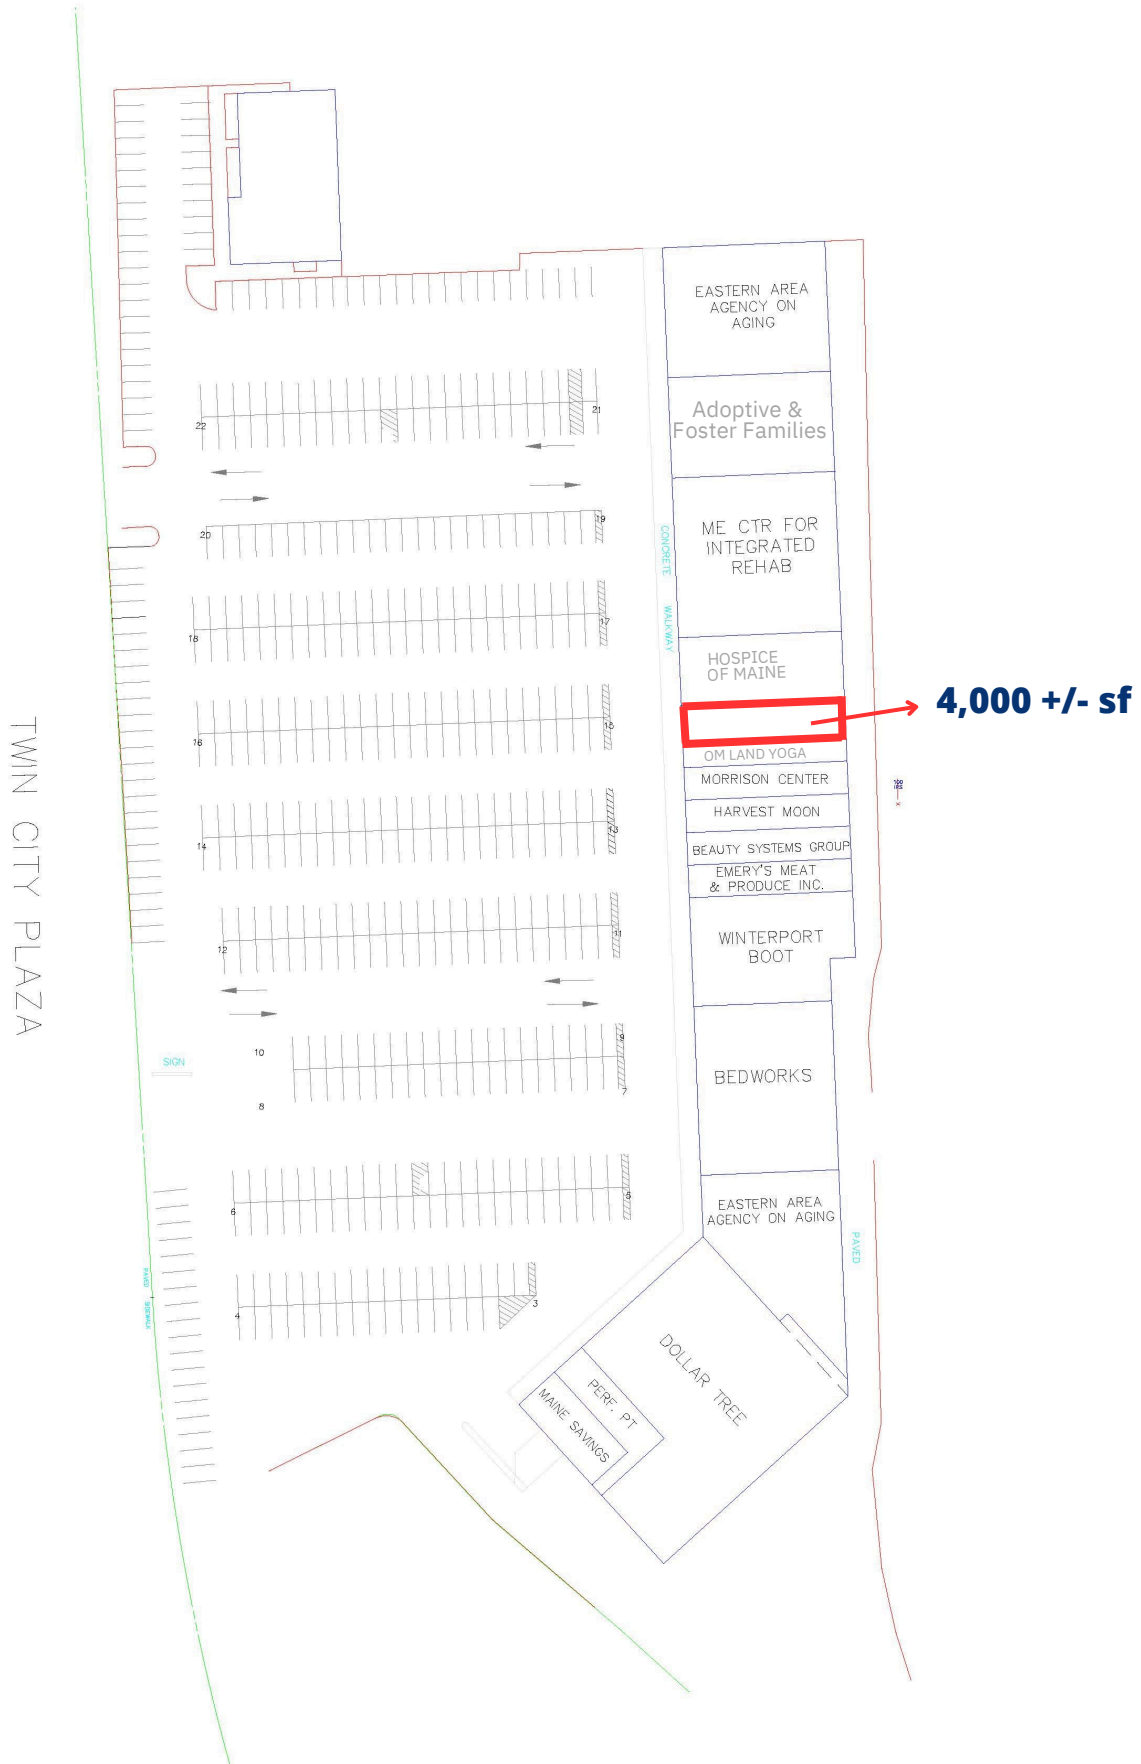 EASTERN AREA
AGENCY ON
AGING
Adoptive &
Foster Families
ME CTR FOR
INTEGRATED
REHAB
HOSPICE
OF MAINE
4,000 +/- sf
OM LAND YOGA
MORRISON CENTER
HARVEST MOON
BEAUTY SYSTEMS GROUP
EMERY'S MEAT
& PRODUCE INC.
WINTERPORT
BOOT
BEDWORKS
EASTERN AREA
AGENCY ON AGING
DOLLAR TREE
PERF. PT
MAINE SAVINGS
CONCRETE WALKWAY
PAVED
TWIN CITY PLAZA
SIGN
PAVED SIDEWALK
22
21
20
19
18
17
16
15
14
13
12
11
10
9
8
7
6
5
4
3